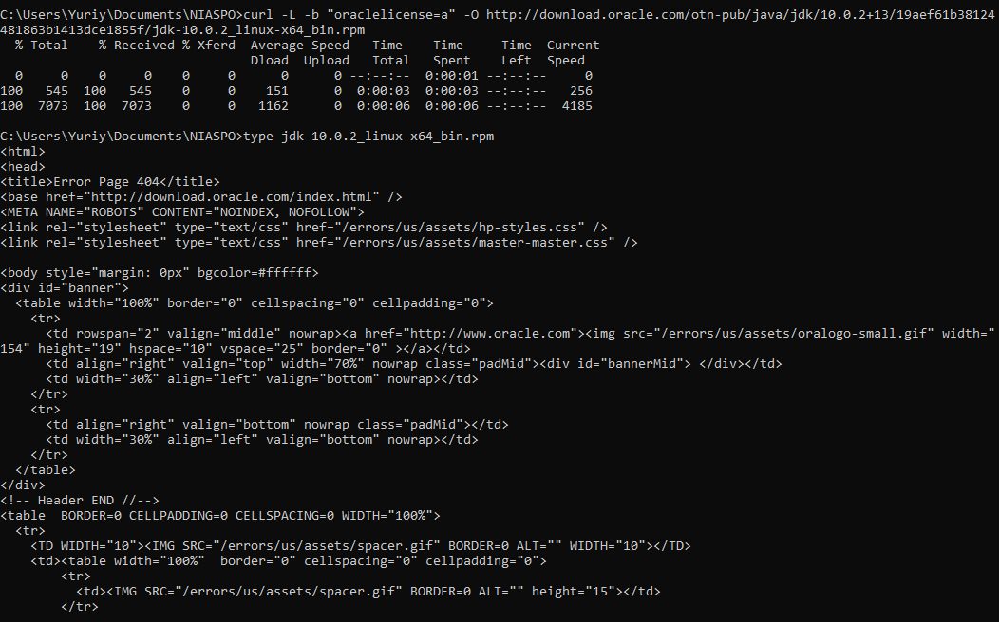 C:\Users\Yuriy\Documents\NIASPO>curl -L -b "oraclelicense=a" -O http://download.oracle.com/otn-pub/java/jdk/10.0.2+13/19aef61b38124
481863b1413dce1855f/jdk-10.0.2_linux-x64_bin.rpm
  % Total    % Received % Xferd  Average Speed   Time    Time     Time  Current
                                 Dload  Upload   Total   Spent    Left  Speed
  0     0    0     0    0     0      0      0 --:--:--  0:00:01 --:--:--     0
100   545  100   545    0     0    151      0  0:00:03  0:00:03 --:--:--   256
100  7073  100  7073    0     0   1162      0  0:00:06  0:00:06 --:--:--  4185
C:\Users\Yuriy\Documents\NIASPO>type jdk-10.0.2_linux-x64_bin.rpm
<html>
<head>
<title>Error Page 404</title>
<base href="http://download.oracle.com/index.html" />
<META NAME="ROBOTS" CONTENT="NOINDEX, NOFOLLOW">
<link rel="stylesheet" type="text/css" href="/errors/us/assets/hp-styles.css" />
<link rel="stylesheet" type="text/css" href="/errors/us/assets/master-master.css" />
<body style="margin: 0px" bgcolor=#ffffff>
<div id="banner">
  <table width="100%" border="0" cellspacing="0" cellpadding="0">
    <tr>
      <td rowspan="2" valign="middle" nowrap><a href="http://www.oracle.com"><img src="/errors/us/assets/oralogo-small.gif" width="
154" height="19" hspace="10" vspace="25" border="0" ></a></td>
      <td align="right" valign="top" width="70%" nowrap class="padMid"><div id="bannerMid"> </div></td>
      <td width="30%" align="left" valign="bottom" nowrap></td>
    </tr>
    <tr>
      <td align="right" valign="bottom" nowrap class="padMid"></td>
      <td width="30%" align="left" valign="bottom" nowrap></td>
    </tr>
  </table>
</div>
<!-- Header END //-->
<table  BORDER=0 CELLPADDING=0 CELLSPACING=0 WIDTH="100%">
  <tr>
    <TD WIDTH="10"><IMG SRC="/errors/us/assets/spacer.gif" BORDER=0 ALT="" WIDTH="10"></TD>
    <td><table width="100%"  border="0" cellspacing="0" cellpadding="0">
        <tr>
          <td><IMG SRC="/errors/us/assets/spacer.gif" BORDER=0 ALT="" height="15"></td>
        </tr>